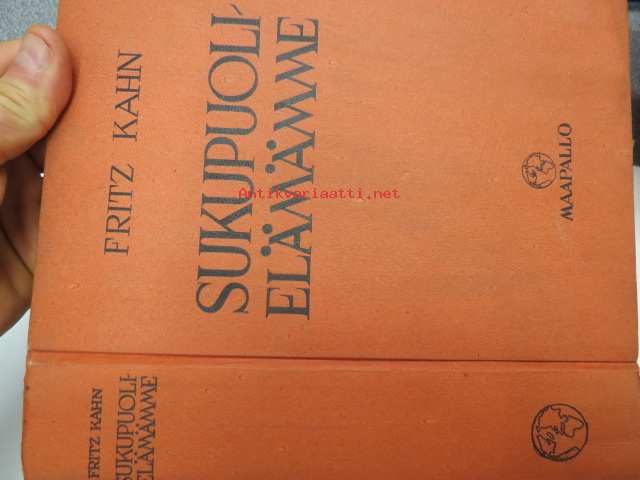 FRITZ KAHN
SUKUPUOLI-
ELÄMÄMME
MAAPALLO
FRITZ KAHN
SUKUPUOLI-
ELÄMÄMME
Antikvariaatti.net